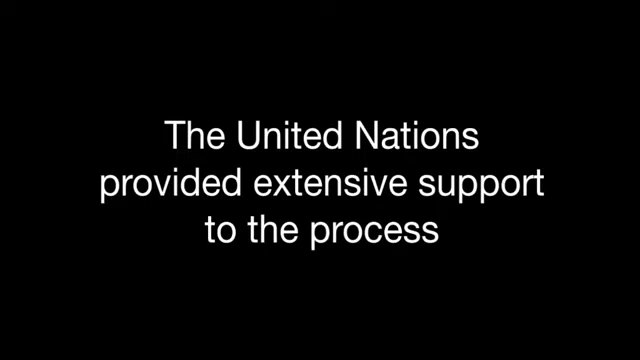 The United Nations
provided extensive support
to the process